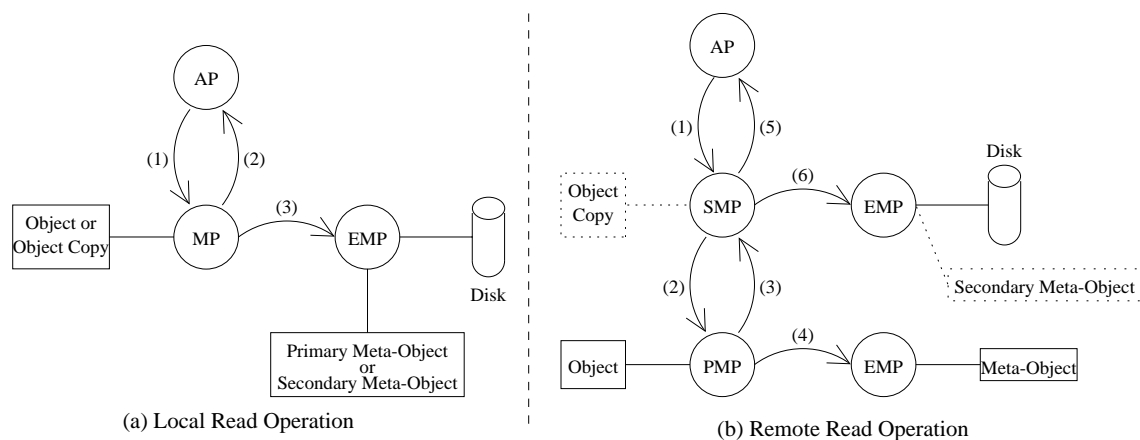 AP
(1)
(2)
Object or
Object Copy
MP
(3)
EMP
Disk
Primary Meta-Object
or
Secondary Meta-Object
(a) Local Read Operation
AP
(1)
(5)
Disk
Object
Copy
SMP
(6)
EMP
Secondary Meta-Object
(2)
(3)
Object
PMP
(4)
EMP
Meta-Object
(b) Remote Read Operation